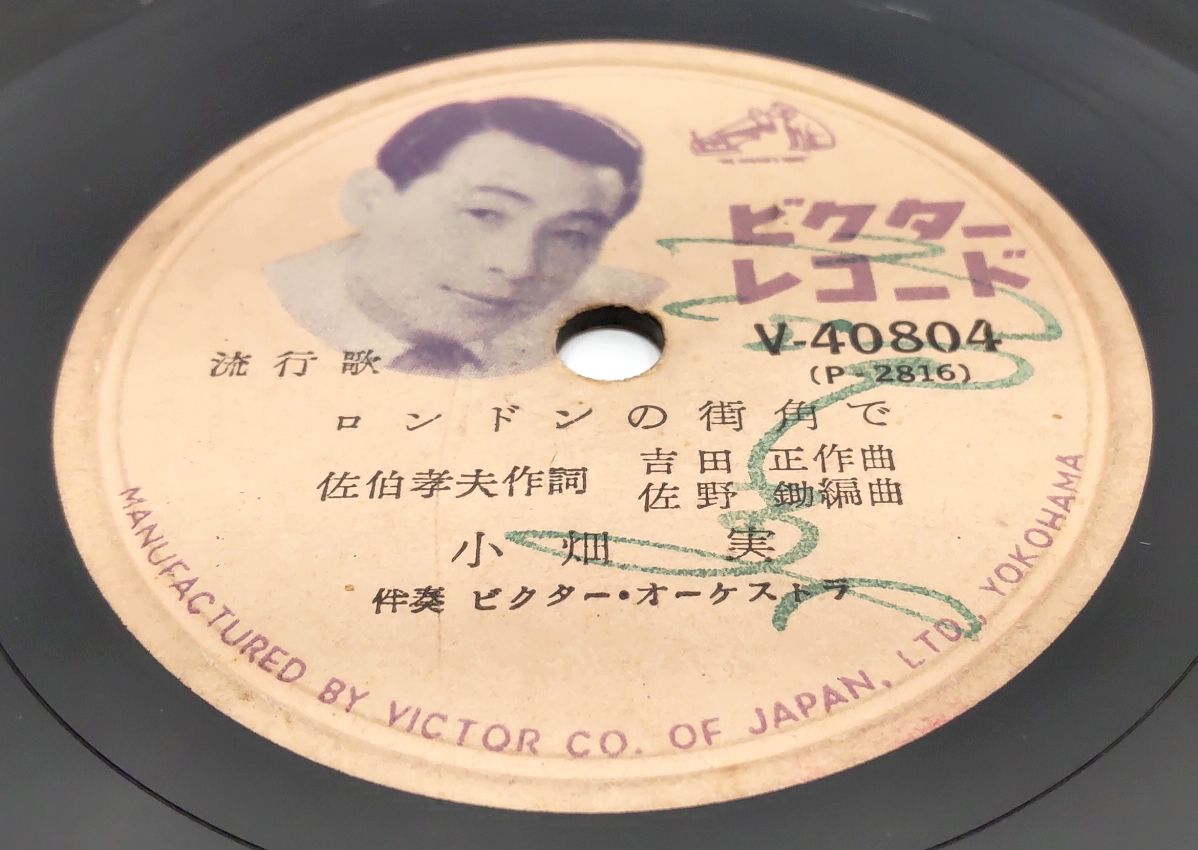 ビクター
レコード
V-40804
(P-2816)
流行歌
ロンドンの街角で
佐伯孝夫作詞
吉田 正作曲
佐野 鋤編曲
小畑 実
伴奏 ビクター・オーケストラ
MANUFACTURED BY VICTOR CO. OF JAPAN, LTD., YOKOHAMA